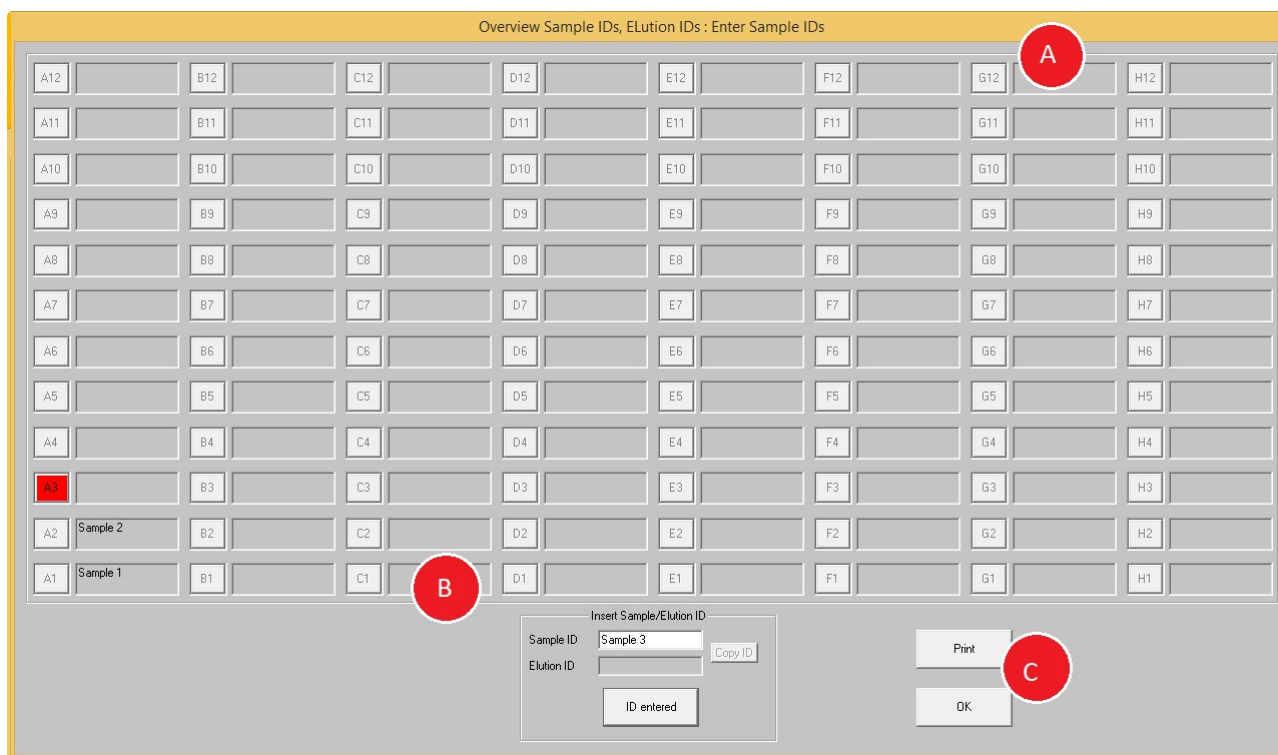 Overview Sample IDs, ELution IDs : Enter Sample IDs
A
A12 B12 C12 D12 E12 F12 G12 H12
A11 B11 C11 D11 E11 F11 G11 H11
A10 B10 C10 D10 E10 F10 G10 H10
A9 B9 C9 D9 E9 F9 G9 H9
A8 B8 C8 D8 E8 F8 G8 H8
A7 B7 C7 D7 E7 F7 G7 H7
A6 B6 C6 D6 E6 F6 G6 H6
A5 B5 C5 D5 E5 F5 G5 H5
A4 B4 C4 D4 E4 F4 G4 H4
A3 B3 C3 D3 E3 F3 G3 H3
A2 Sample 2 B2 C2 D2 E2 F2 G2 H2
A1 Sample 1 B1 C1 D1 E1 F1 G1 H1
B
Insert Sample/Elution ID
Sample ID Sample 3
Copy ID
Elution ID
ID entered
Print
C
OK